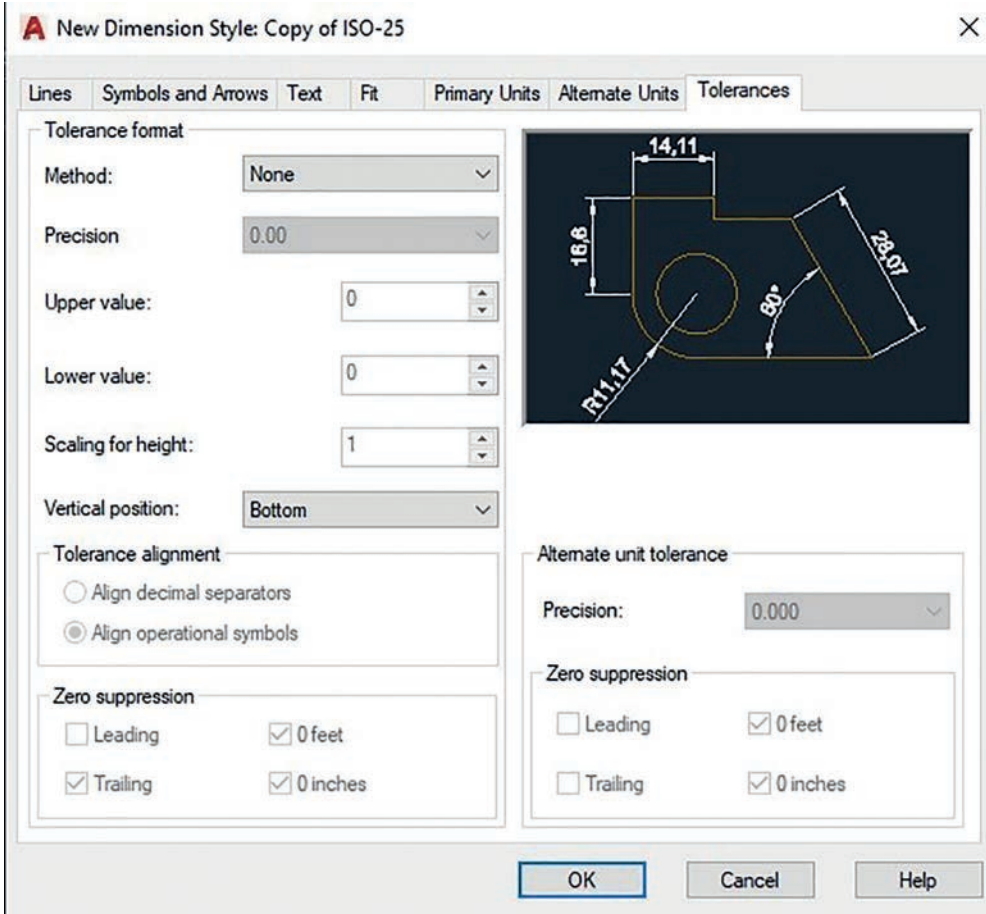 New Dimension Style: Copy of ISO-25
Lines
Symbols and Arrows
Text
Fit
Primary Units
Alternate Units
Tolerances
Tolerance format
Method:
None
Precision
0.00
Upper value:
0
Lower value:
0
Scaling for height:
1
Vertical position:
Bottom
Tolerance alignment
Align decimal separators
Align operational symbols
Zero suppression
Leading
0 feet
Trailing
0 inches
14,11
16,6
28,07
60°
R11,17
Alternate unit tolerance
Precision:
0.000
Zero suppression
Leading
0 feet
Trailing
0 inches
OK
Cancel
Help